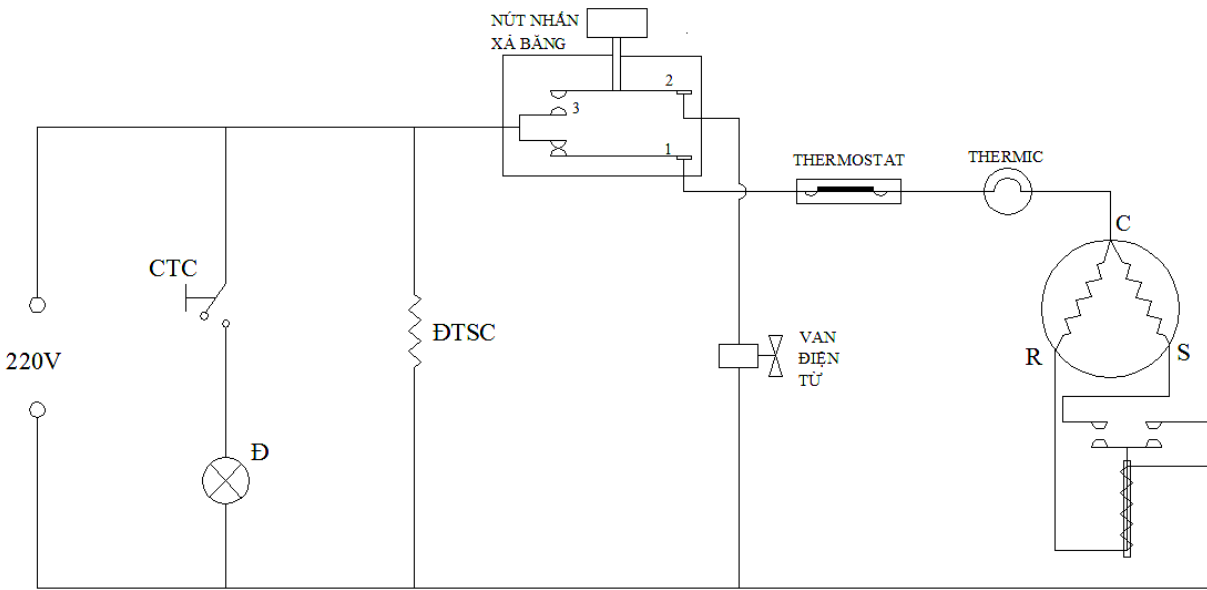 NÚT NHẤN
XẢ BĂNG
2
3
1
THERMOSTAT
THERMIC
C
CTC
ĐTSC
220V
VAN
ĐIỆN
TỪ
R
S
Đ